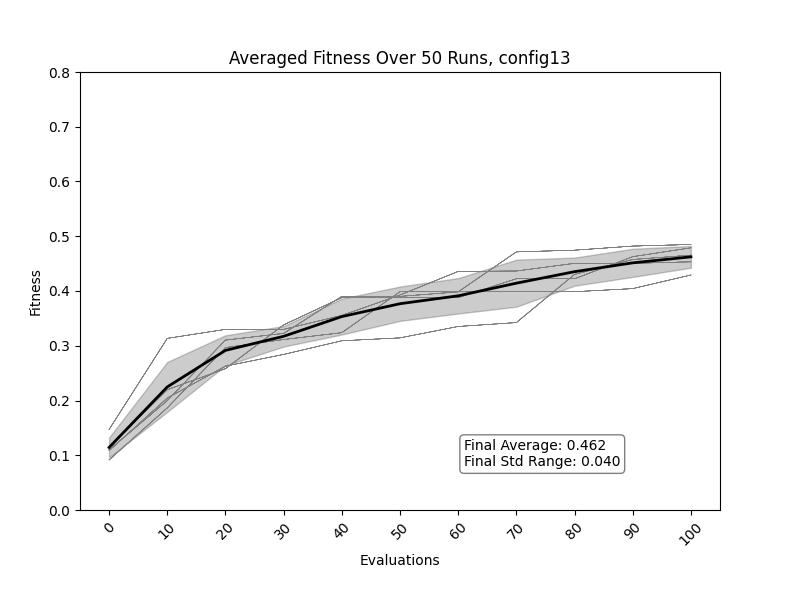 Averaged Fitness Over 50 Runs, config13
0.8
0.7
0.6
0.5
0.4
0.3
0.2
0.1
0.0
Fitness
Final Average: 0.462
Final Std Range: 0.040
0 10 20 30 40 50 60 70 80 90 100
Evaluations